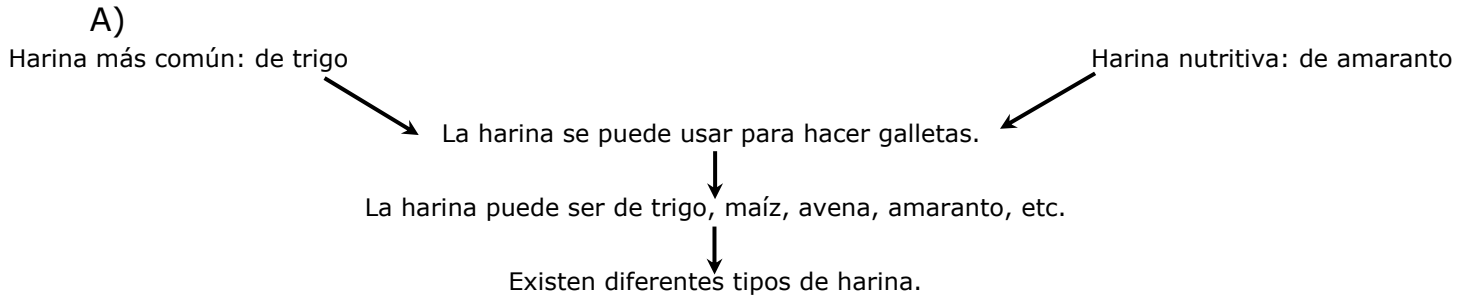 A)
Harina más común: de trigo
Harina nutritiva: de amaranto
La harina se puede usar para hacer galletas.
La harina puede ser de trigo, maíz, avena, amaranto, etc.
Existen diferentes tipos de harina.